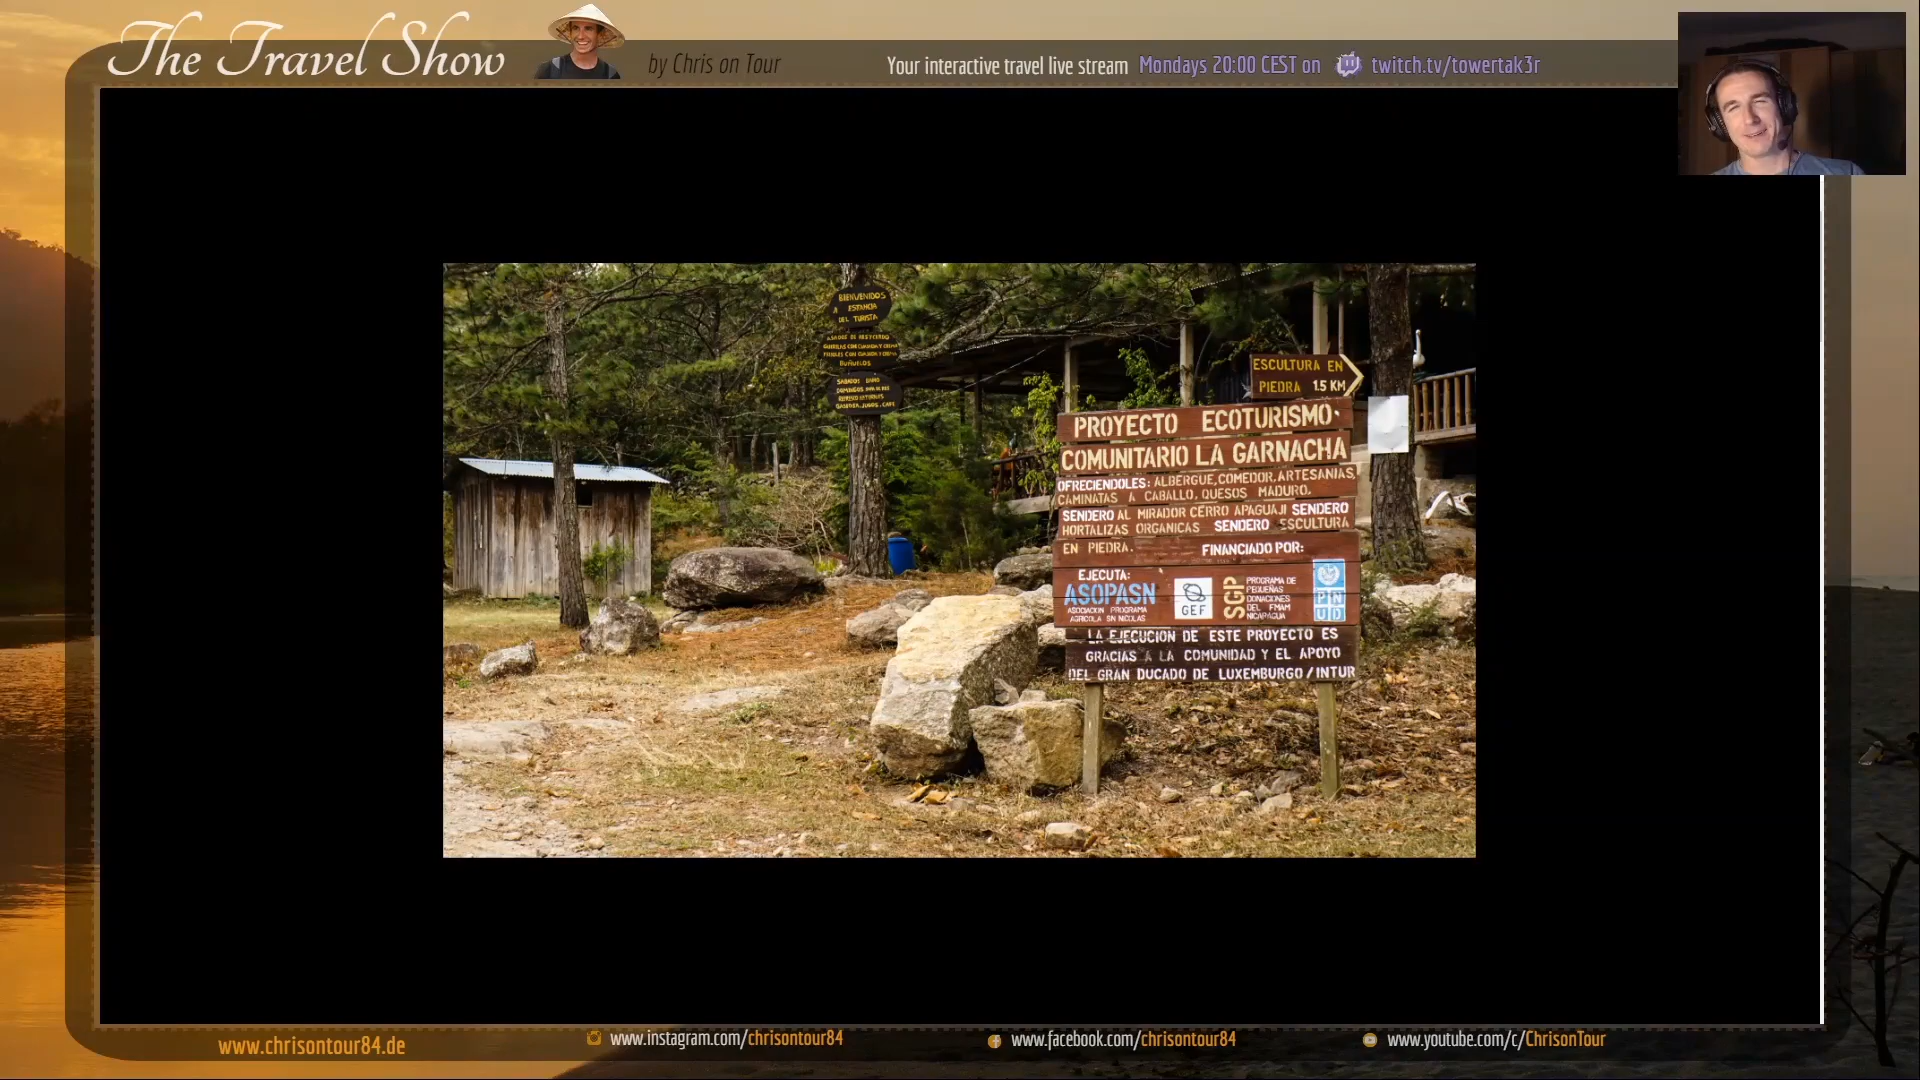 The Travel Show
by Chris on Tour
Your interactive travel live stream Mondays 20:00 CEST on twitch.tv/towertak3r
BIENVENIDOS
A ESTANCIA
DEL TURISTA
BUÑUELOS
ESCULTURA EN
PIEDRA 1.5 KM
PROYECTO ECOTURISMO
COMUNITARIO LA GARNACHA
OFRECIENDOLES: ALBERGUE, COMEDOR, ARTESANIAS,
CAMINATAS A CABALLO, QUESOS MADURO.
SENDERO AL MIRADOR CERRO APAGUAJI SENDERO
HORTALIZAS ORGANICAS SENDERO ESCULTURA
EN PIEDRA. FINANCIADO POR:
EJECUTA:
ASOPASN
ASOCIACION PROGRAMA
AGRICOLA SN NICOLAS
GEF
SGP
PROGRAMA DE
PEQUEÑAS
DONACIONES
DEL FMAM
NICARAGUA
PN
UD
LA EJECUCION DE ESTE PROYECTO ES
GRACIAS A LA COMUNIDAD Y EL APOYO
DEL GRAN DUCADO DE LUXEMBURGO / INTUR
www.chrisontour84.de
www.instagram.com/chrisontour84
www.facebook.com/chrisontour84
www.youtube.com/c/ChrisonTour